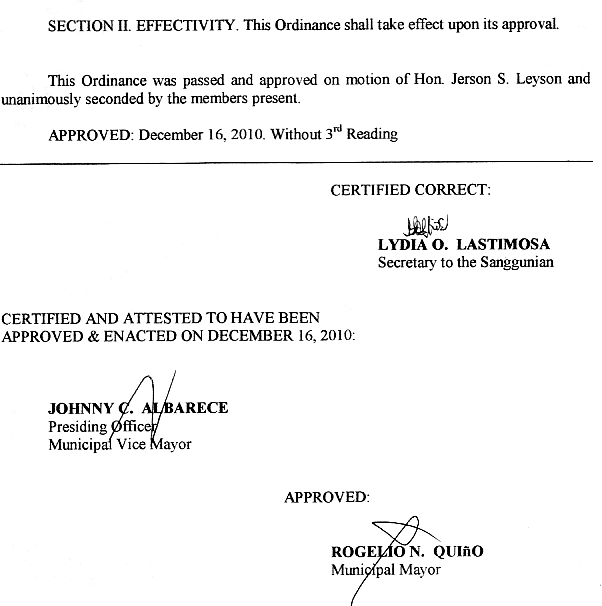 SECTION II. EFFECTIVITY. This Ordinance shall take effect upon its approval.
This Ordinance was passed and approved on motion of Hon. Jerson S. Leyson and
unanimously seconded by the members present.
APPROVED: December 16, 2010. Without 3rd Reading
CERTIFIED CORRECT:
LYDIA O. LASTIMOSA
Secretary to the Sanggunian
CERTIFIED AND ATTESTED TO HAVE BEEN
APPROVED & ENACTED ON DECEMBER 16, 2010:
JOHNNY C. ALBARECE
Presiding Officer
Municipal Vice Mayor
APPROVED:
ROGELIO N. QUIñO
Municipal Mayor